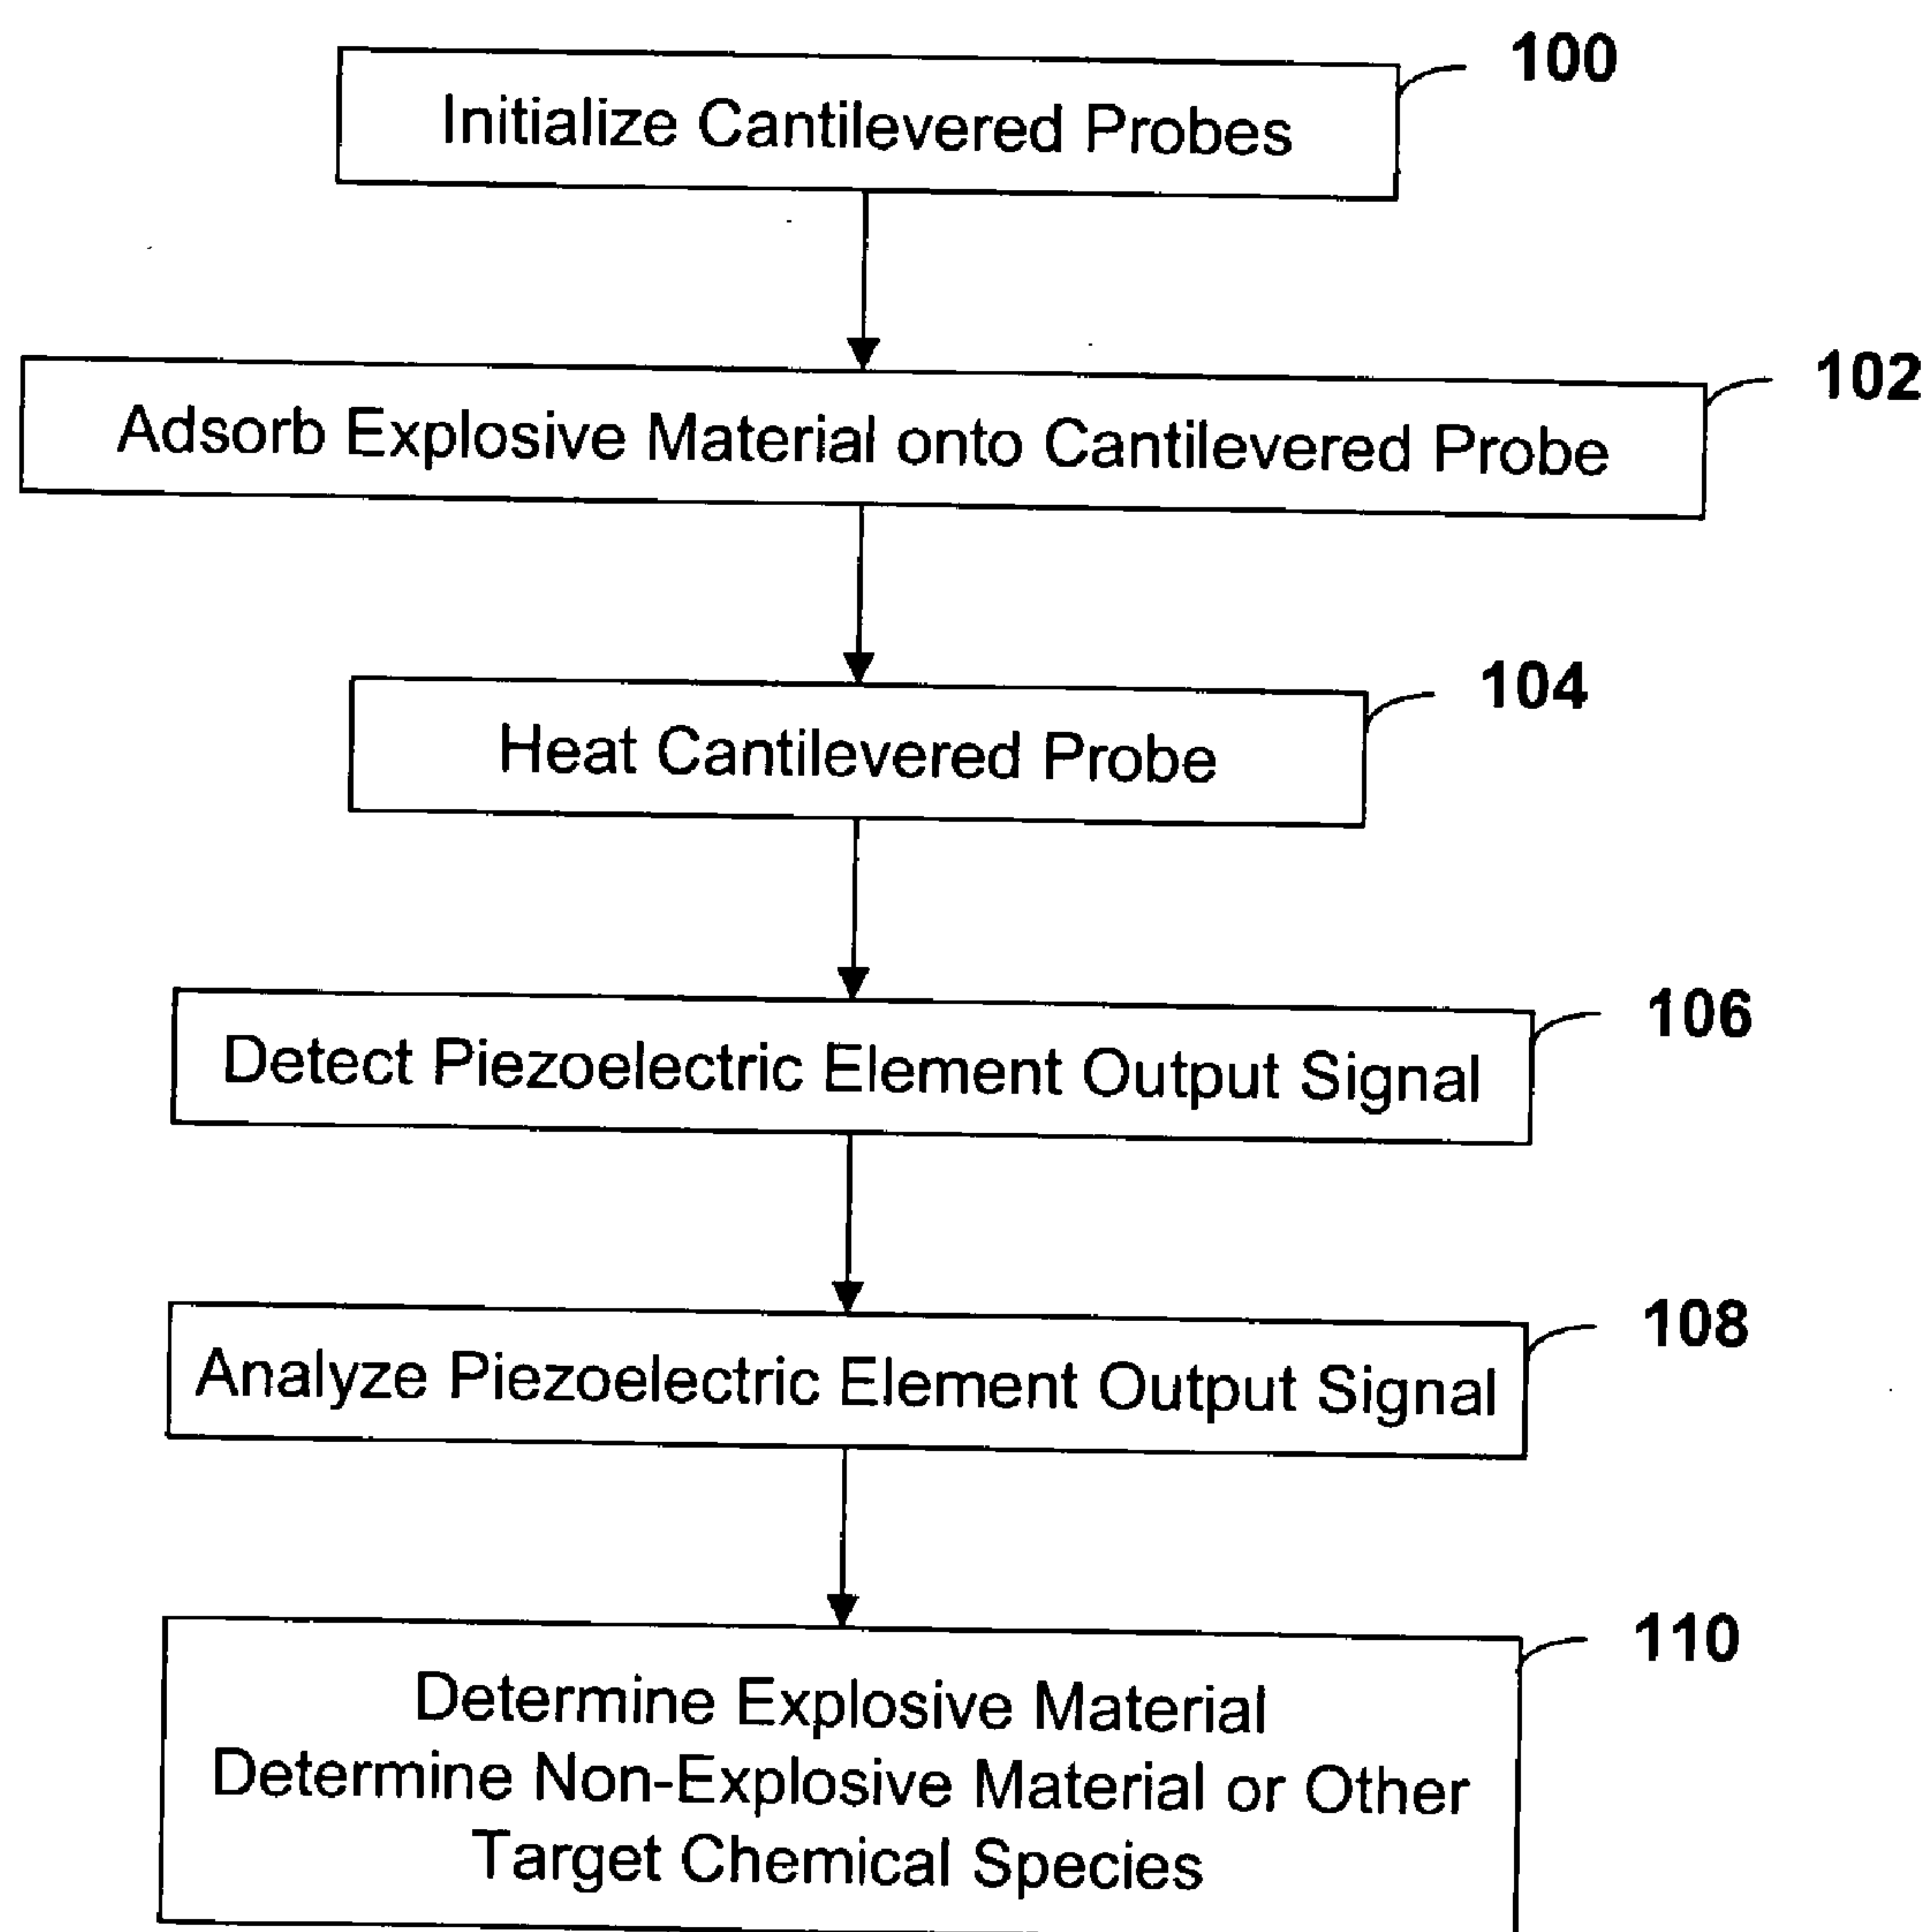 100
Initialize Cantilevered Probes
102
Adsorb Explosive Material onto Cantilevered Probe
104
Heat Cantilevered Probe
106
Detect Piezoelectric Element Output Signal
108
Analyze Piezoelectric Element Output Signal
110
Determine Explosive Material
Determine Non-Explosive Material or Other
Target Chemical Species